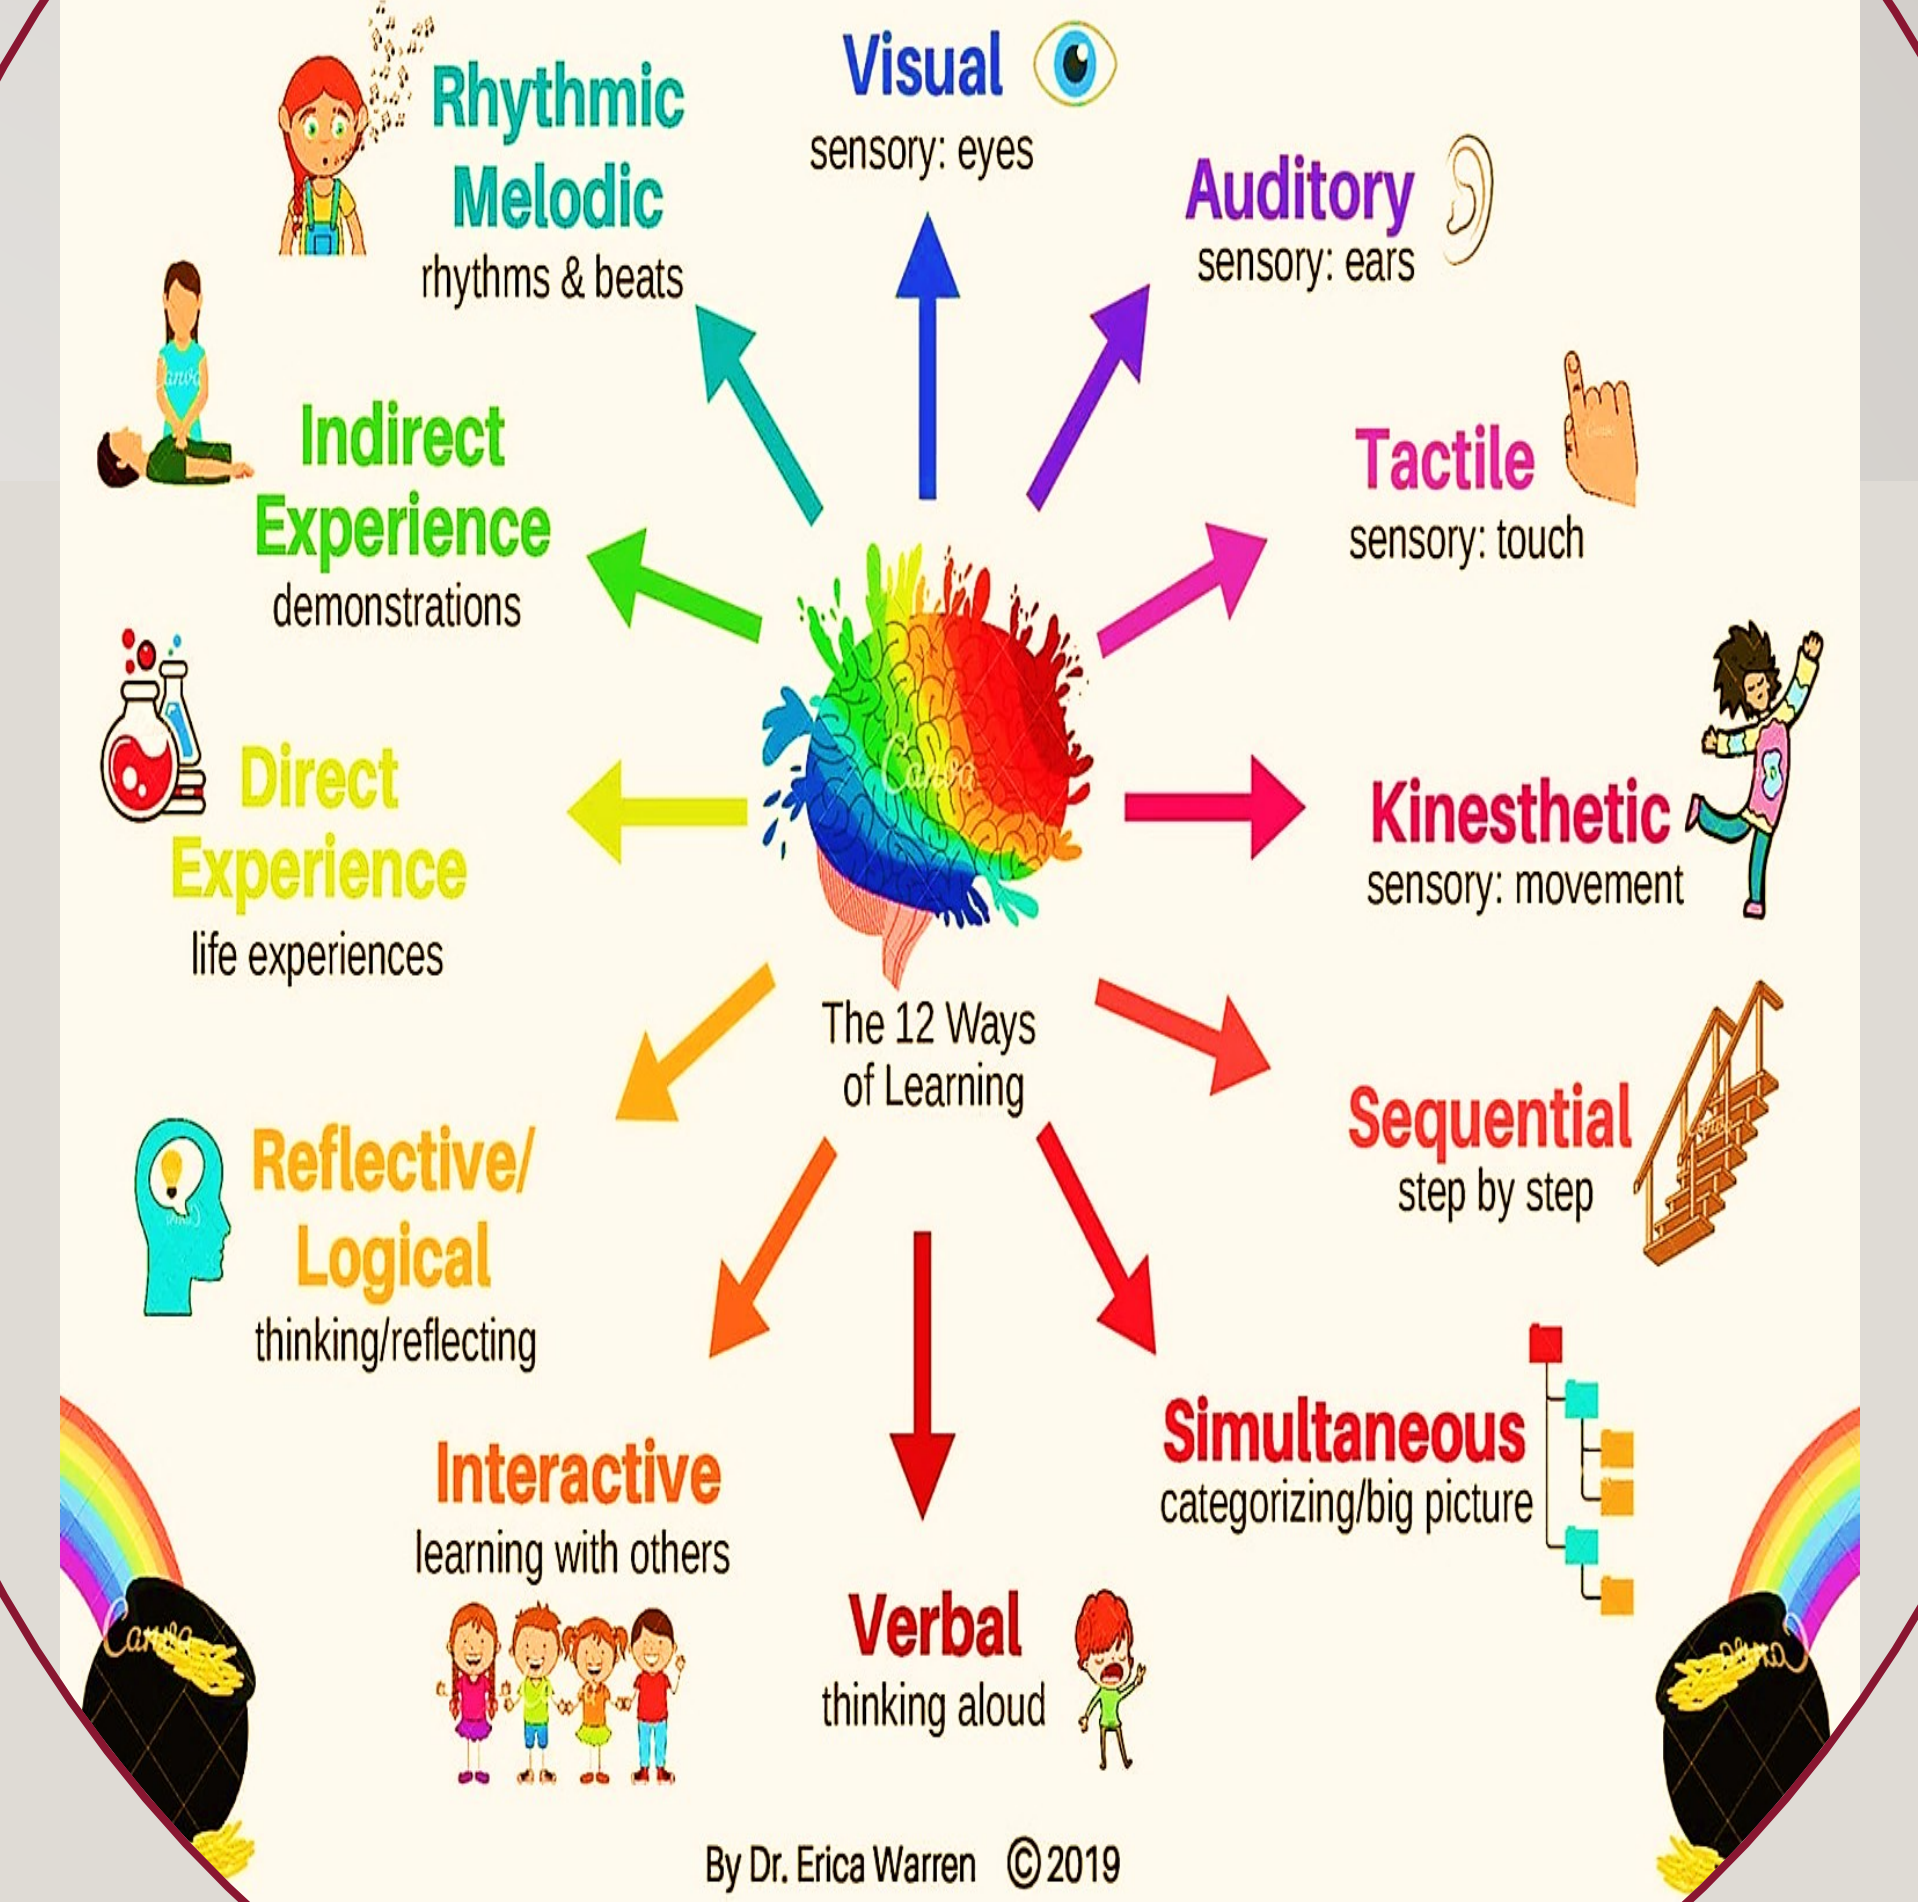 Visual
sensory: eyes
Auditory
sensory: ears
Tactile
sensory: touch
Kinesthetic
sensory: movement
Sequential
step by step
Simultaneous
categorizing/big picture
Verbal
thinking aloud
Interactive
learning with others
Reflective/
Logical
thinking/reflecting
Direct
Experience
life experiences
Indirect
Experience
demonstrations
Rhythmic
Melodic
rhythms & beats
The 12 Ways
of Learning
Canva
Canva
By Dr. Erica Warren ©2019